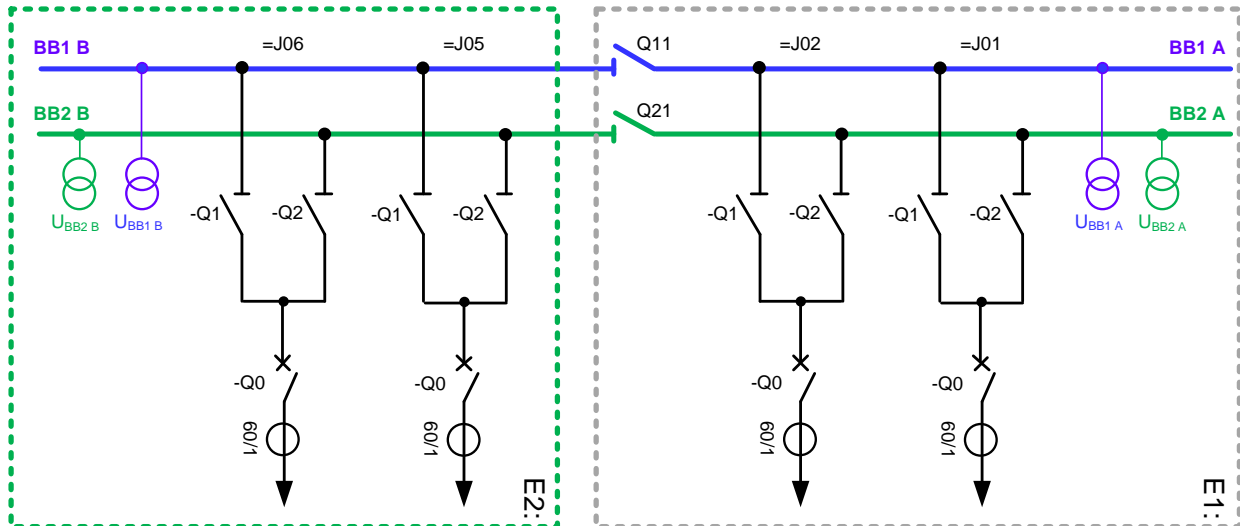 =J06
=J05
Q11
=J02
=J01
BB1 B
BB1 A
BB2 B
Q21
BB2 A
-Q1
-Q2
-Q1
-Q2
-Q1
-Q2
-Q1
-Q2
UBB2 B
UBB1 B
UBB1 A
UBB2 A
-Q0
-Q0
-Q0
-Q0
60/1
60/1
60/1
60/1
E2:
E1: